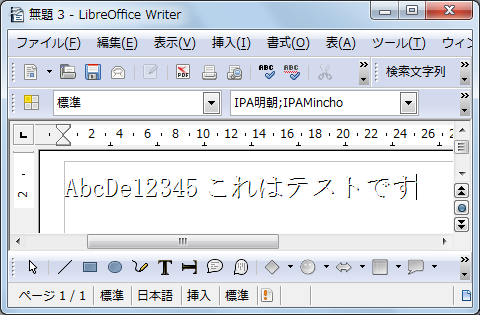 無題 3 - LibreOffice Writer
ファイル(F) 編集(E) 表示(V) 挿入(I) 書式(O) 表(A) ツール(T) ウィン
ABC ABC 検索文字列
標準 IPA明朝;IPAMincho
2 4 6 8 10 12 14 16 18 20 22 24 26
2
AbcDe12345 これはテストです
T
ページ 1 / 1 標準 日本語 挿入 標準